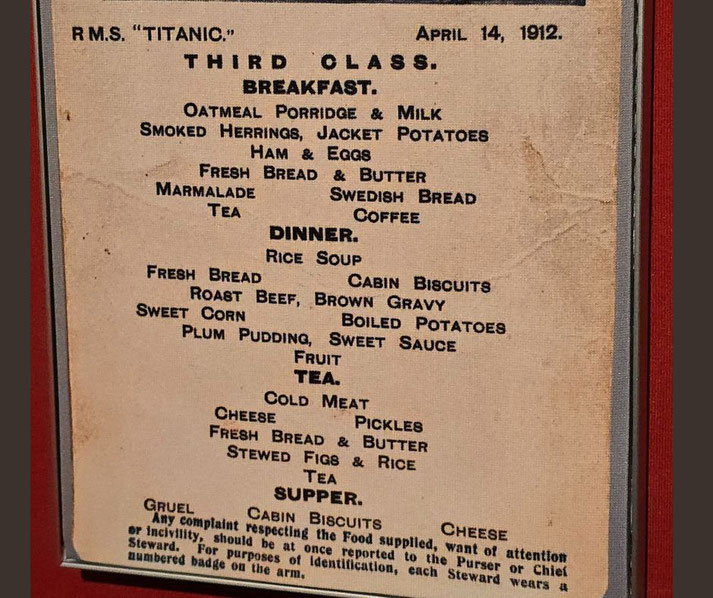 R M.S. "TITANIC." APRIL 14, 1912.
THIRD CLASS.
BREAKFAST.
OATMEAL PORRIDGE & MILK
SMOKED HERRINGS, JACKET POTATOES
HAM & EGGS
FRESH BREAD & BUTTER
MARMALADE SWEDISH BREAD
TEA COFFEE
DINNER.
RICE SOUP
FRESH BREAD CABIN BISCUITS
ROAST BEEF, BROWN GRAVY
SWEET CORN BOILED POTATOES
PLUM PUDDING, SWEET SAUCE
FRUIT
TEA.
COLD MEAT
CHEESE PICKLES
FRESH BREAD & BUTTER
STEWED FIGS & RICE
TEA
SUPPER.
GRUEL CABIN BISCUITS CHEESE
Any complaint respecting the Food supplied, want of attention
or incivility, should be at once reported to the Purser or Chief
Steward. For purposes of identification, each Steward wears a
numbered badge on the arm.